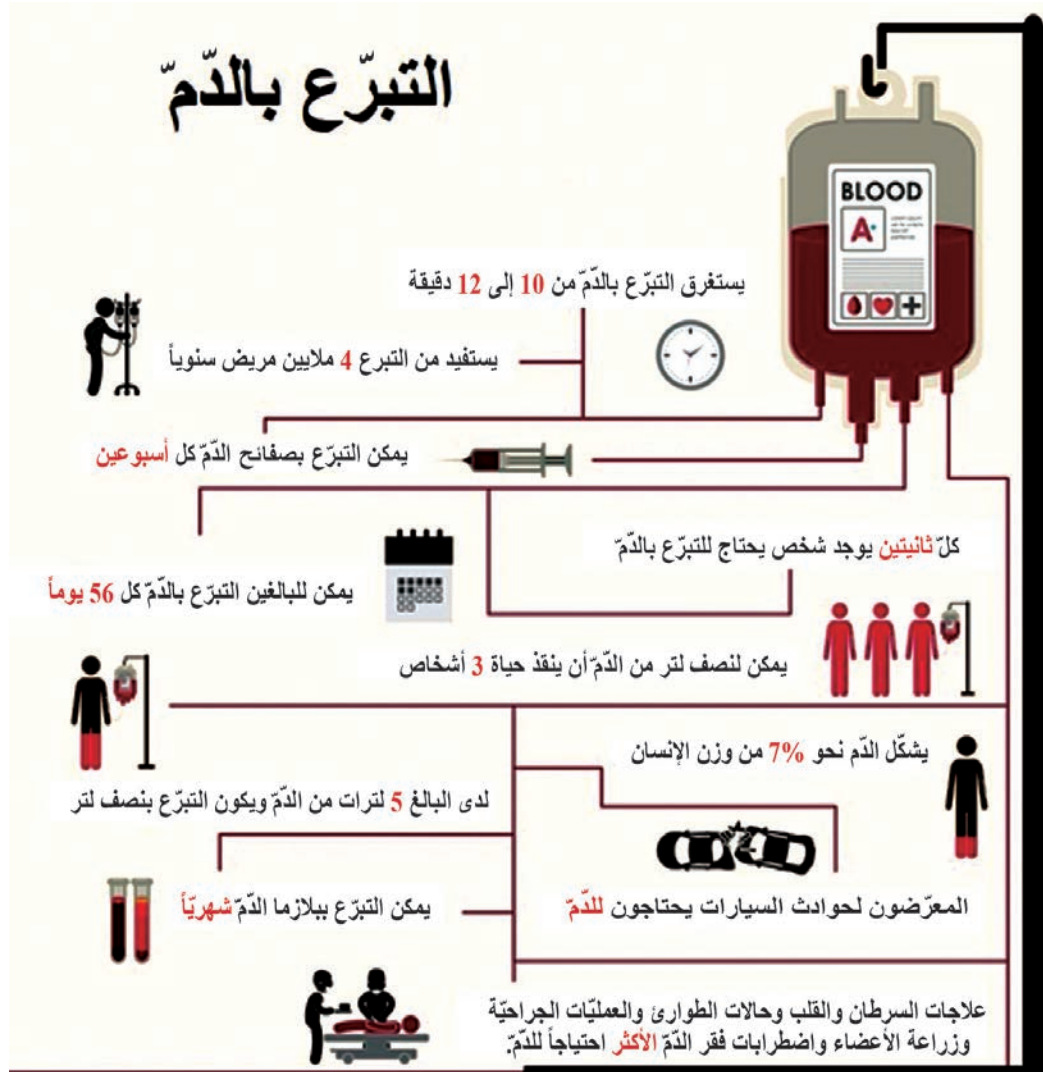 التبرّع بالدّمّ
BLOOD
A+
يستغرق التبرّع بالدّمّ من 10 إلى 12 دقيقة
يستفيد من التبرع 4 ملايين مريض سنوياً
يمكن التبرّع بصفائح الدّمّ كل أسبوعين
كلّ ثانيتين يوجد شخص يحتاج للتبرّع بالدّمّ
يمكن للبالغين التبرّع بالدّمّ كل 56 يوماً
يمكن لنصف لتر من الدّمّ أن ينقذ حياة 3 أشخاص
يشكّل الدّم نحو 7% من وزن الإنسان
لدى البالغ 5 لترات من الدّمّ ويكون التبرّع بنصف لتر
المعرّضون لحوادث السيارات يحتاجون للدّمّ
يمكن التبرّع ببلازما الدّمّ شهريّاً
علاجات السرطان والقلب وحالات الطوارئ والعمليّات الجراحيّة
وزراعة الأعضاء واضطرابات فقر الدّمّ الأكثر احتياجاً للدّمّ.